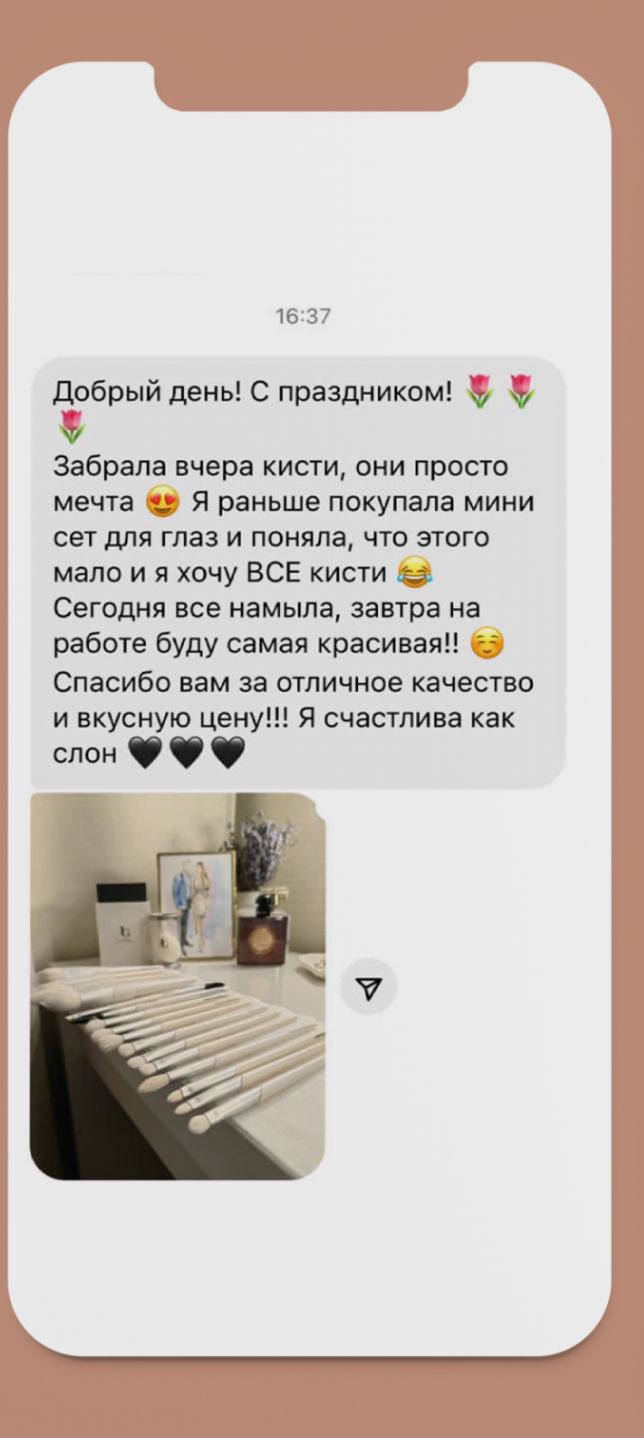 16:37
Добрый день! С праздником! 🌷 🌷
🌷
Забрала вчера кисти, они просто
мечта 😍 Я раньше покупала мини
сет для глаз и поняла, что этого
мало и я хочу ВСЕ кисти 😂
Сегодня все намыла, завтра на
работе буду самая красивая!! ☺️
Спасибо вам за отличное качество
и вкусную цену!!! Я счастлива как
слон 🖤 🖤 🖤